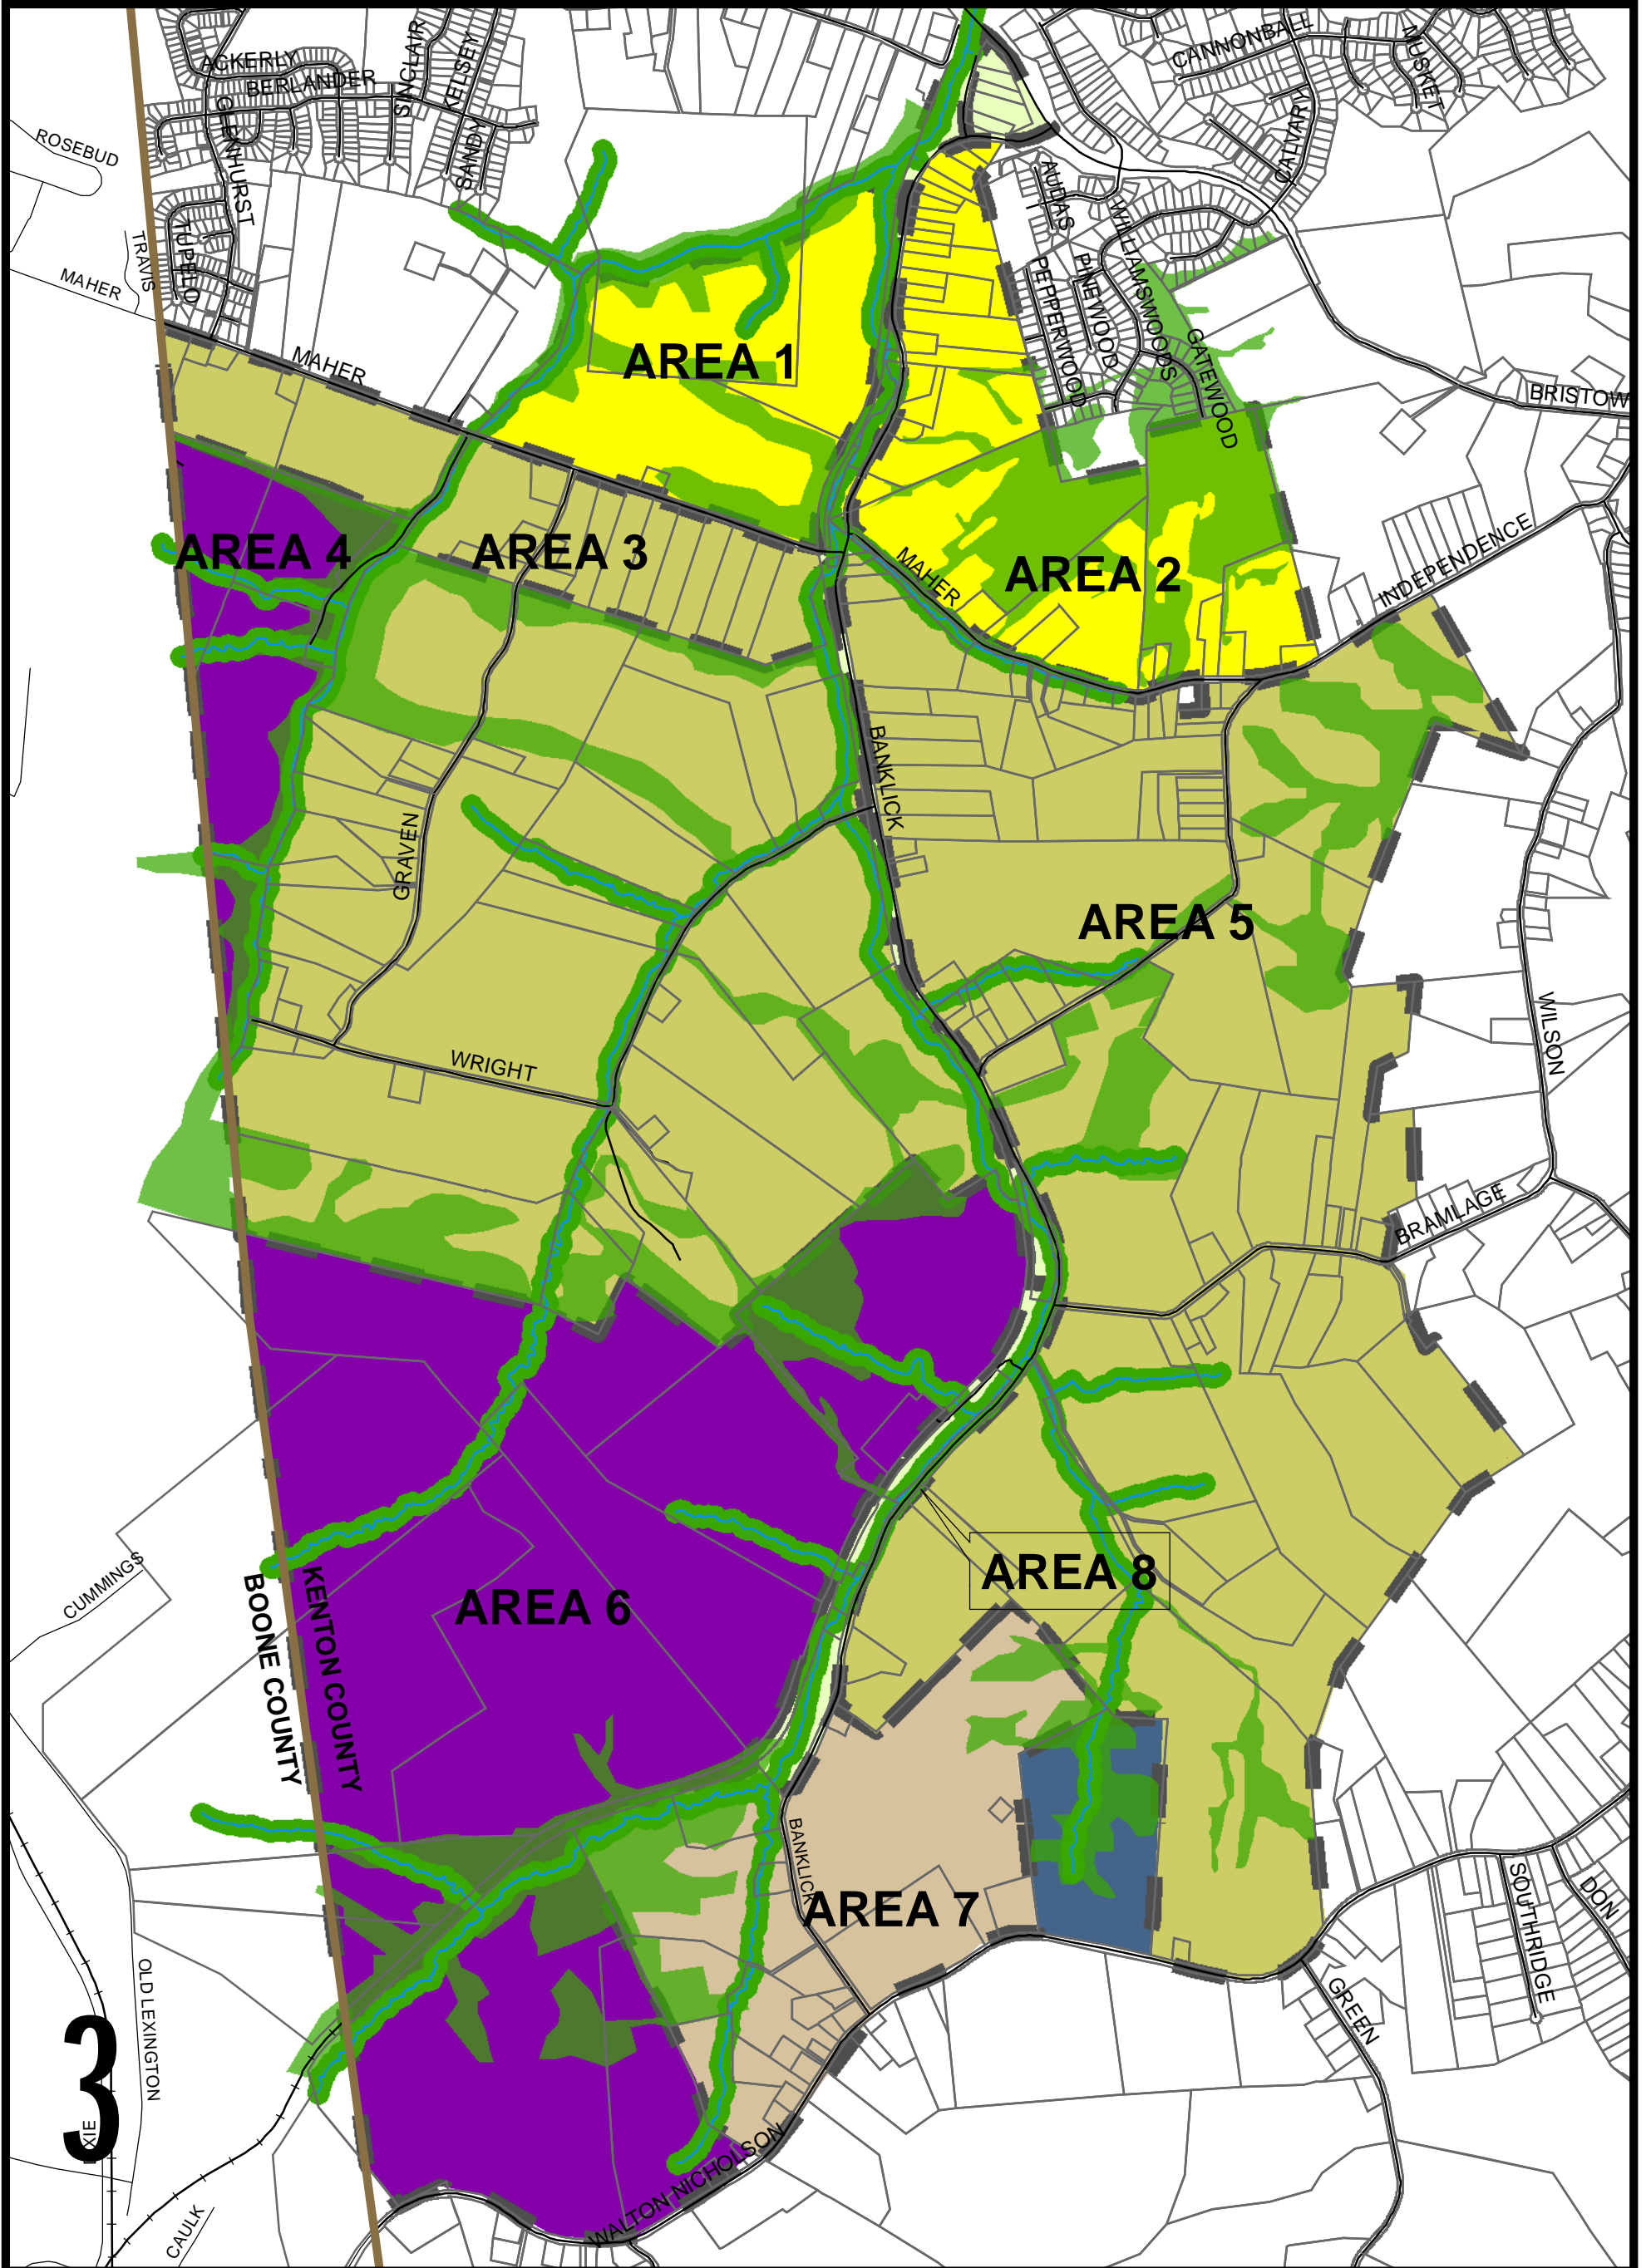 CANNONBALL
MUSKET
ACKERLY
BERLANDER
SINCLAIR
KELSEY
SANDY
GLENHURST
ROSEBUD
CALVARY
AUDAS
WILLIAMSWOODS
TUPELO
TRAVIS
MAHER
PEPPERWOOD
PINEWOOD
GATEWOOD
MAHER
AREA 1
BRISTOW
AREA 4
AREA 3
MAHER
AREA 2
INDEPENDENCE
BANKLICK
GRAVEN
AREA 5
WILSON
WRIGHT
BRAMLAGE
AREA 8
CUMMINGS
BOONE COUNTY
KENTON COUNTY
AREA 6
BANKLICK
AREA 7
SOUTHRIDGE
DON
OLD LEXINGTON
GREEN
3
DIXIE
WALTON NICHOLSON
CAULK